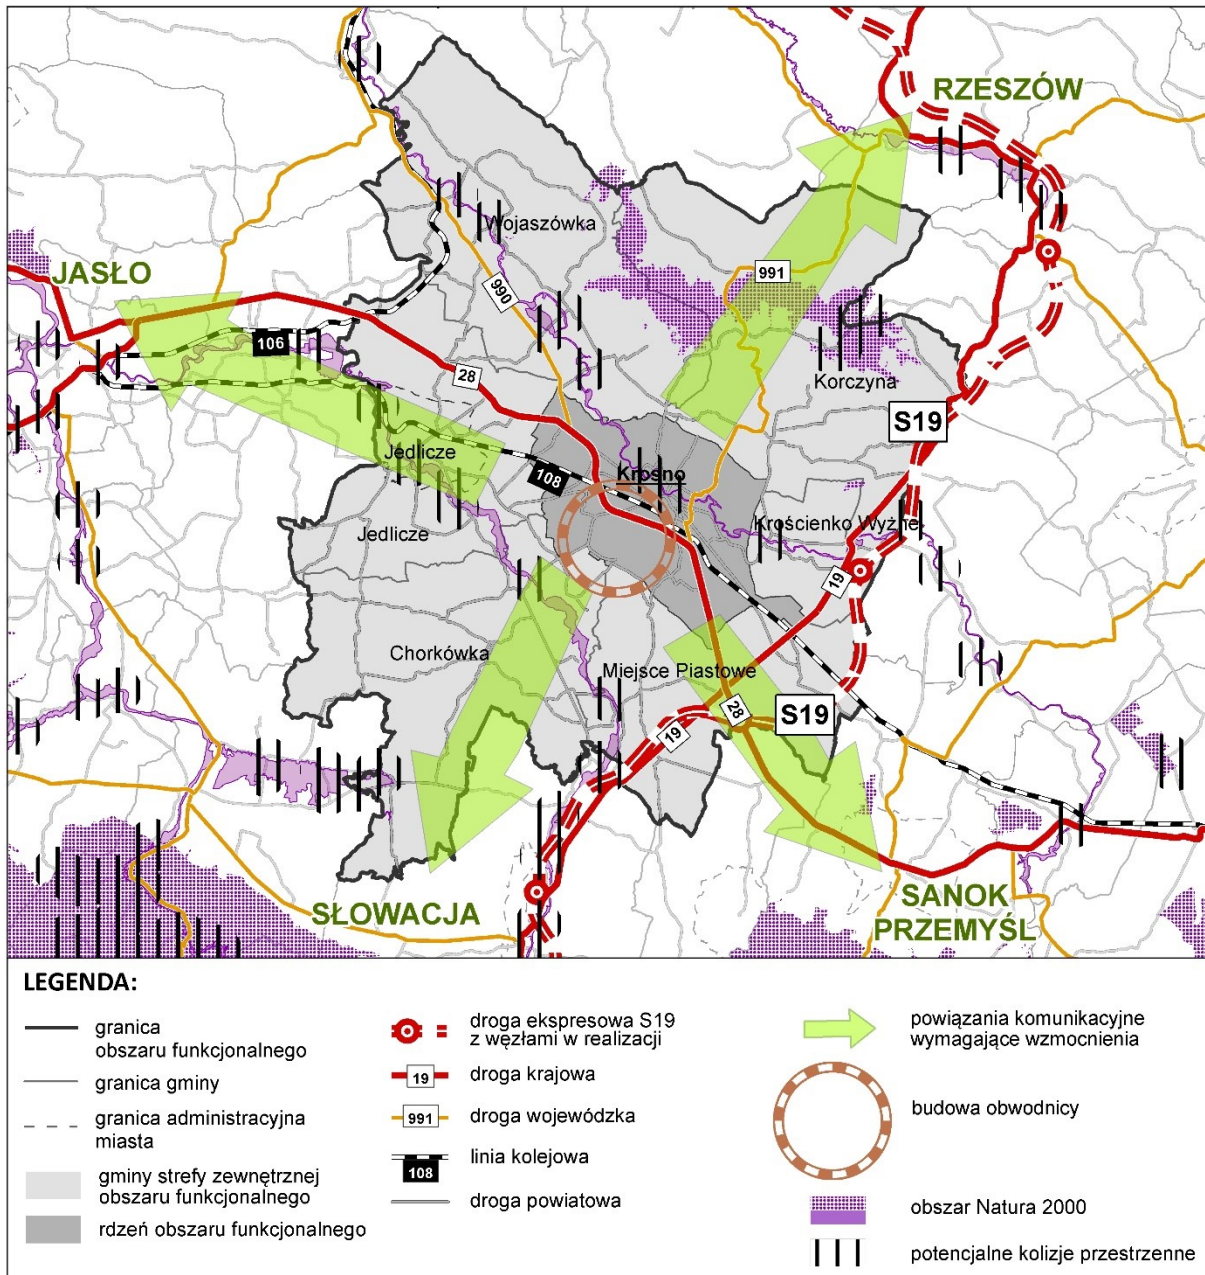 RZESZÓW
Wojaszówka
JASŁO
991
990
106
28
Korczyna
S19
Jedlicze
108
Krosno
Krościenko Wyżne
Jedlicze
19
Chorkówka
Miejsce Piastowe
28
S19
19
SŁOWACJA
SANOK
PRZEMYŚL
LEGENDA:
granica
obszaru funkcjonalnego
granica gminy
granica administracyjna
miasta
gminy strefy zewnętrznej
obszaru funkcjonalnego
rdzeń obszaru funkcjonalnego
droga ekspresowa S19
z węzłami w realizacji
19
droga krajowa
991
droga wojewódzka
linia kolejowa
108
droga powiatowa
powiązania komunikacyjne
wymagające wzmocnienia
budowa obwodnicy
obszar Natura 2000
potencjalne kolizje przestrzenne